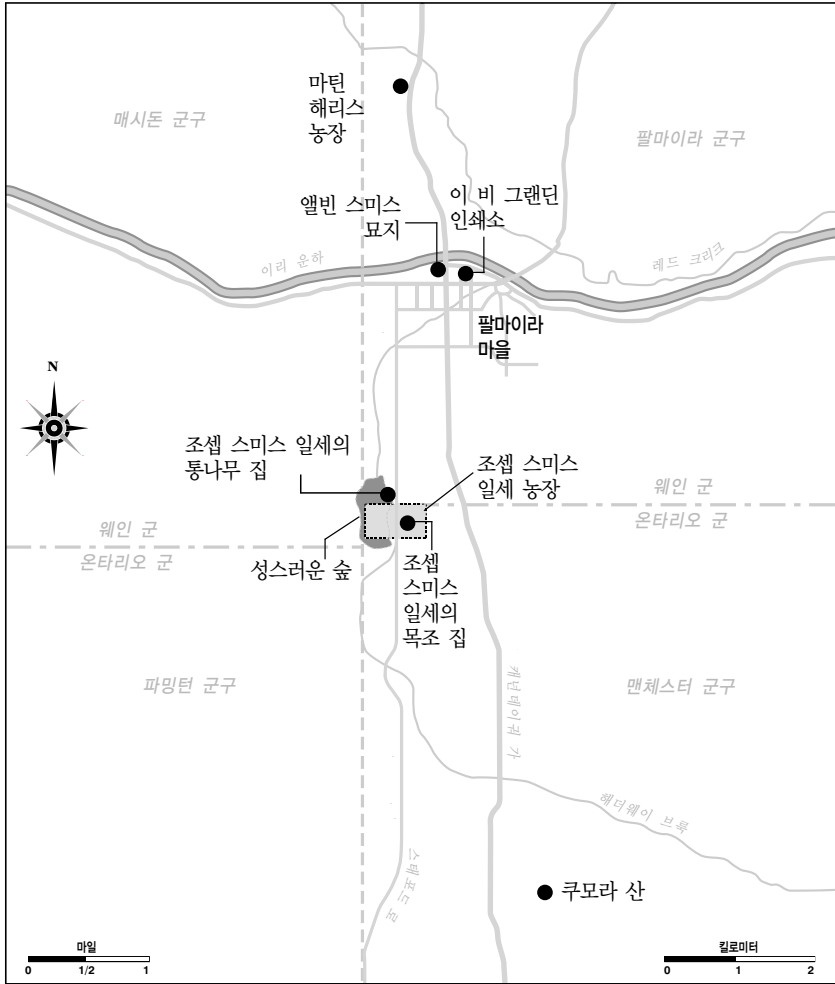 마틴
해리스
농장
매시돈 군구
팔마이라 군구
앨빈 스미스
묘지
이 비 그랜딘
인쇄소
이리 운하
레드 크리크
팔마이라
마을
N
조셉 스미스 일세의
통나무 집
조셉 스미스
일세 농장
웨인 군
온타리오 군
웨인 군
온타리오 군
성스러운 숲
조셉
스미스
일세의
목조 집
파밍턴 군구
맨체스터 군구
캐넌데이귀 가
해더웨이 브룩
스태포드 로
쿠모라 산
마일
0 1/2 1
킬로미터
0 1 2